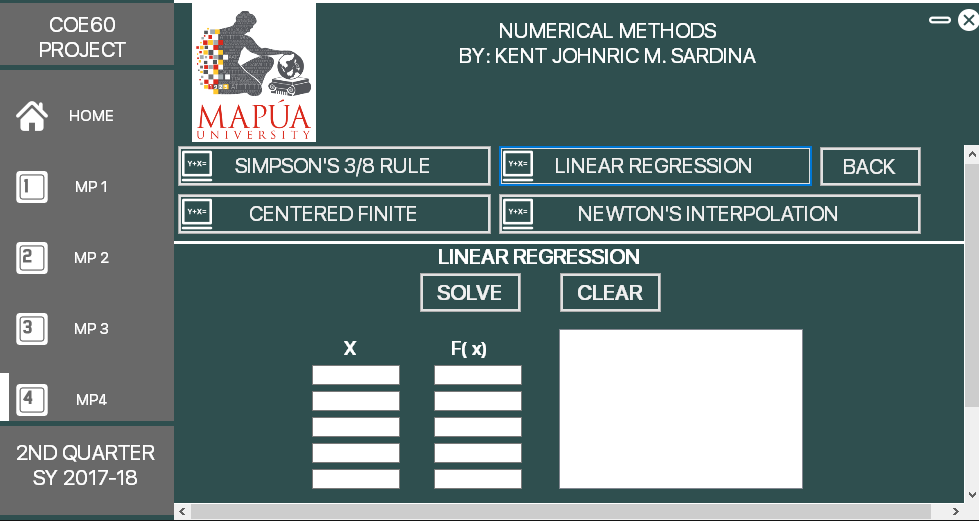 COE60
PROJECT
HOME
1
MP 1
2
MP 2
3
MP 3
4
MP4
2ND QUARTER
SY 2017-18
MAPÚA
UNIVERSITY
NUMERICAL METHODS
BY: KENT JOHNRIC M. SARDINA
Y+X=
SIMPSON'S 3/8 RULE
Y+X=
LINEAR REGRESSION
BACK
Y+X=
CENTERED FINITE
Y+X=
NEWTON'S INTERPOLATION
LINEAR REGRESSION
SOLVE
CLEAR
X
F( x)